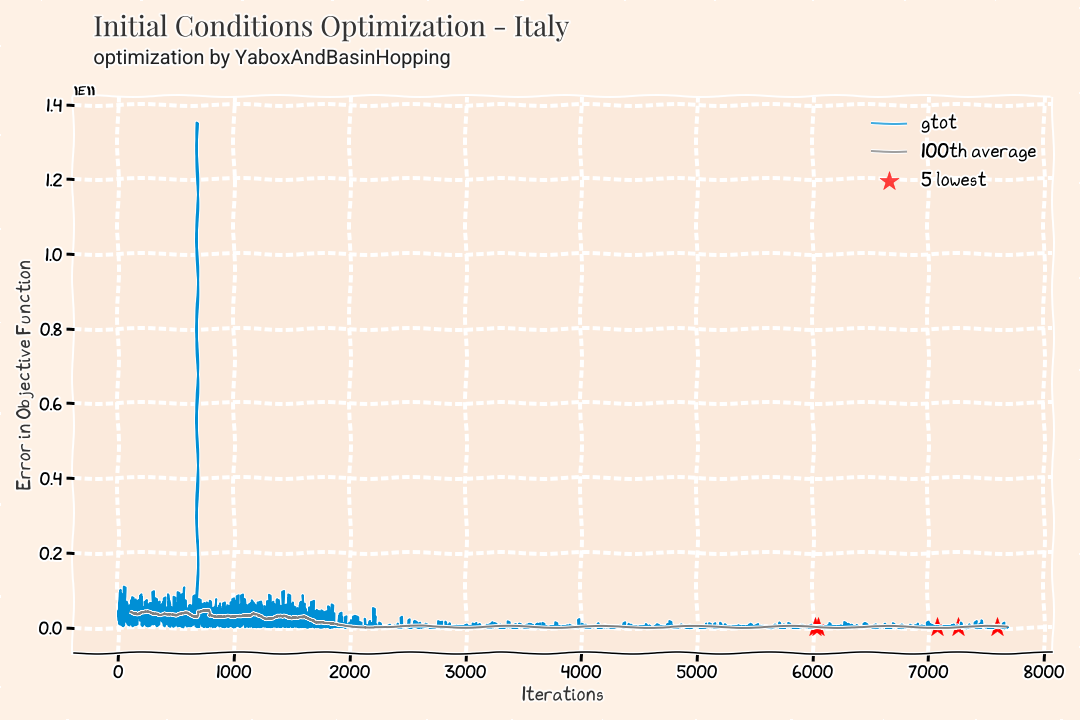 Initial Conditions Optimization - Italy
optimization by YaboxAndBasinHopping
1E11
1.4
1.2
1.0
0.8
0.6
0.4
0.2
0.0
Error in Objective Function
gtot
100th average
5 lowest
0 1000 2000 3000 4000 5000 6000 7000 8000
Iterations